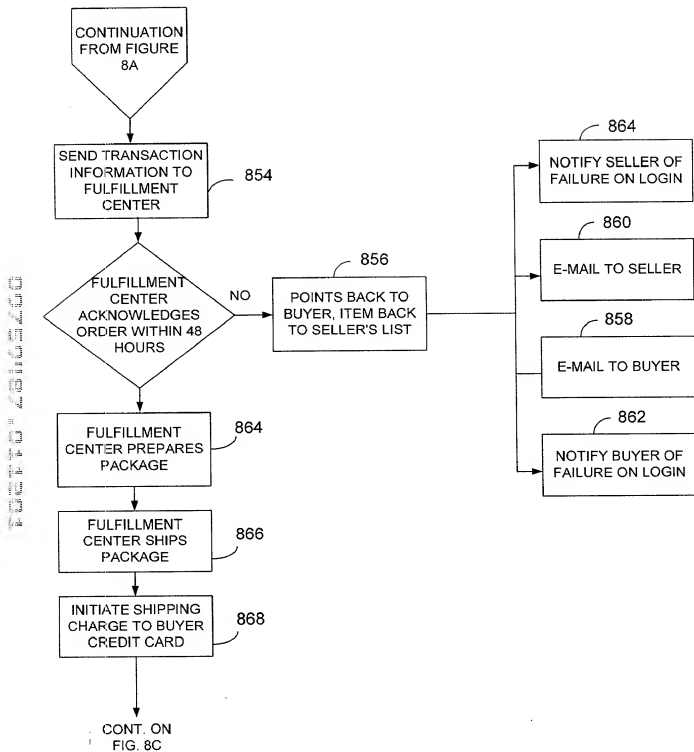 CONTINUATION
FROM FIGURE
8A
SEND TRANSACTION
INFORMATION TO
FULFILLMENT
CENTER
854
FULFILLMENT
CENTER
ACKNOWLEDGES
ORDER WITHIN 48
HOURS
NO
856
POINTS BACK TO
BUYER, ITEM BACK
TO SELLER'S LIST
864
NOTIFY SELLER OF
FAILURE ON LOGIN
860
E-MAIL TO SELLER
858
E-MAIL TO BUYER
862
NOTIFY BUYER OF
FAILURE ON LOGIN
FULFILLMENT
CENTER PREPARES
PACKAGE
864
FULFILLMENT
CENTER SHIPS
PACKAGE
866
INITIATE SHIPPING
CHARGE TO BUYER
CREDIT CARD
868
CONT. ON
FIG. 8C